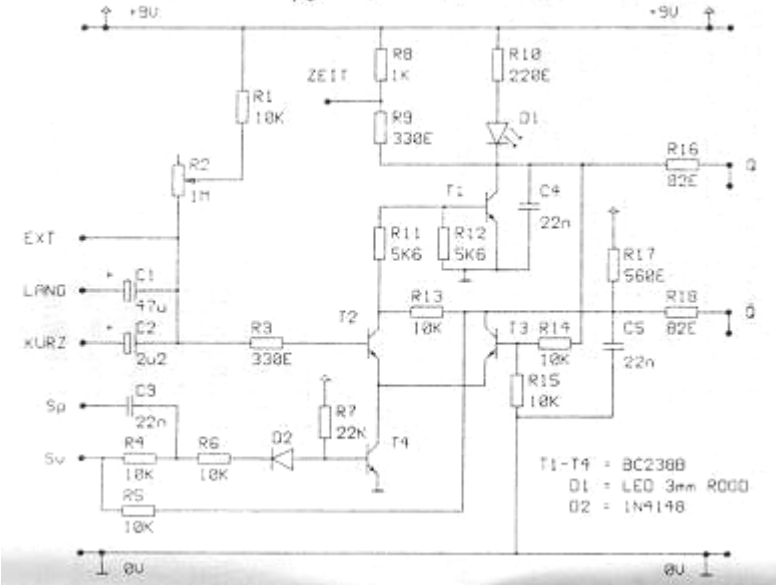 +9V
+9V
R8
1K
R10
220E
ZEIT
R1
10K
R9
330E
D1
R2
1M
R16
82E
Q
T1
C4
22n
R11
5K6
R12
5K6
EXT
R17
560E
C1
47u
LANG
R13
10K
R18
82E
Q̄
T2
T3
R14
10K
C5
22n
KURZ
C2
2u2
R3
330E
R15
10K
Sp
C3
22n
R7
22K
T4
Sv
R4
10K
R6
10K
D2
R5
10K
T1-T4 = BC238B
D1 = LED 3mm ROOD
D2 = 1N4148
0V
0V